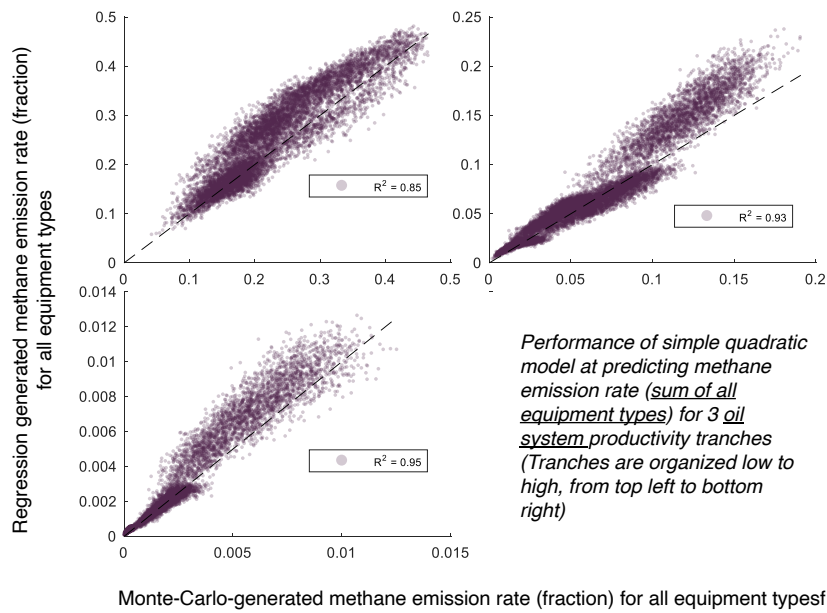 Regression generated methane emission rate (fraction)
for all equipment types
0.5
0.4
0.3
0.2
0.1
0
0
0.1
0.2
0.3
0.4
0.5
R² = 0.85
0.25
0.2
0.15
0.1
0.05
0
0
0.05
0.1
0.15
0.2
R² = 0.93
0.014
0.012
0.01
0.008
0.006
0.004
0.002
0
0
0.005
0.01
0.015
R² = 0.95
Performance of simple quadratic
model at predicting methane
emission rate (sum of all
equipment types) for 3 oil
system productivity tranches
(Tranches are organized low to
high, from top left to bottom
right)
Monte-Carlo-generated methane emission rate (fraction) for all equipment typesf